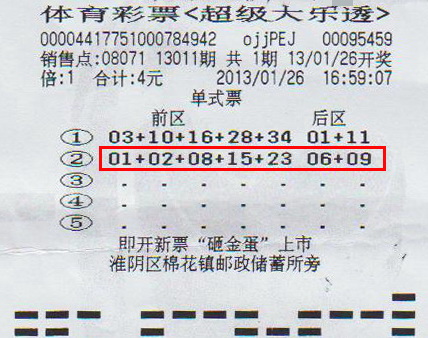 体育彩票<超级大乐透>
00004417751000784942 ojjPEJ 00095459
销售点:08071 13011期 共 1期 13/01/26开奖
倍:1 合计:4元 2013/01/26 16:59:07
单式票
前区 后区
① 03+10+16+28+34 01+11
② 01+02+08+15+23 06+09
③ . . . . . . .
④ . . . . . . .
⑤ . . . . . . .
即开新票“砸金蛋”上市
淮阴区棉花镇邮政储蓄所旁